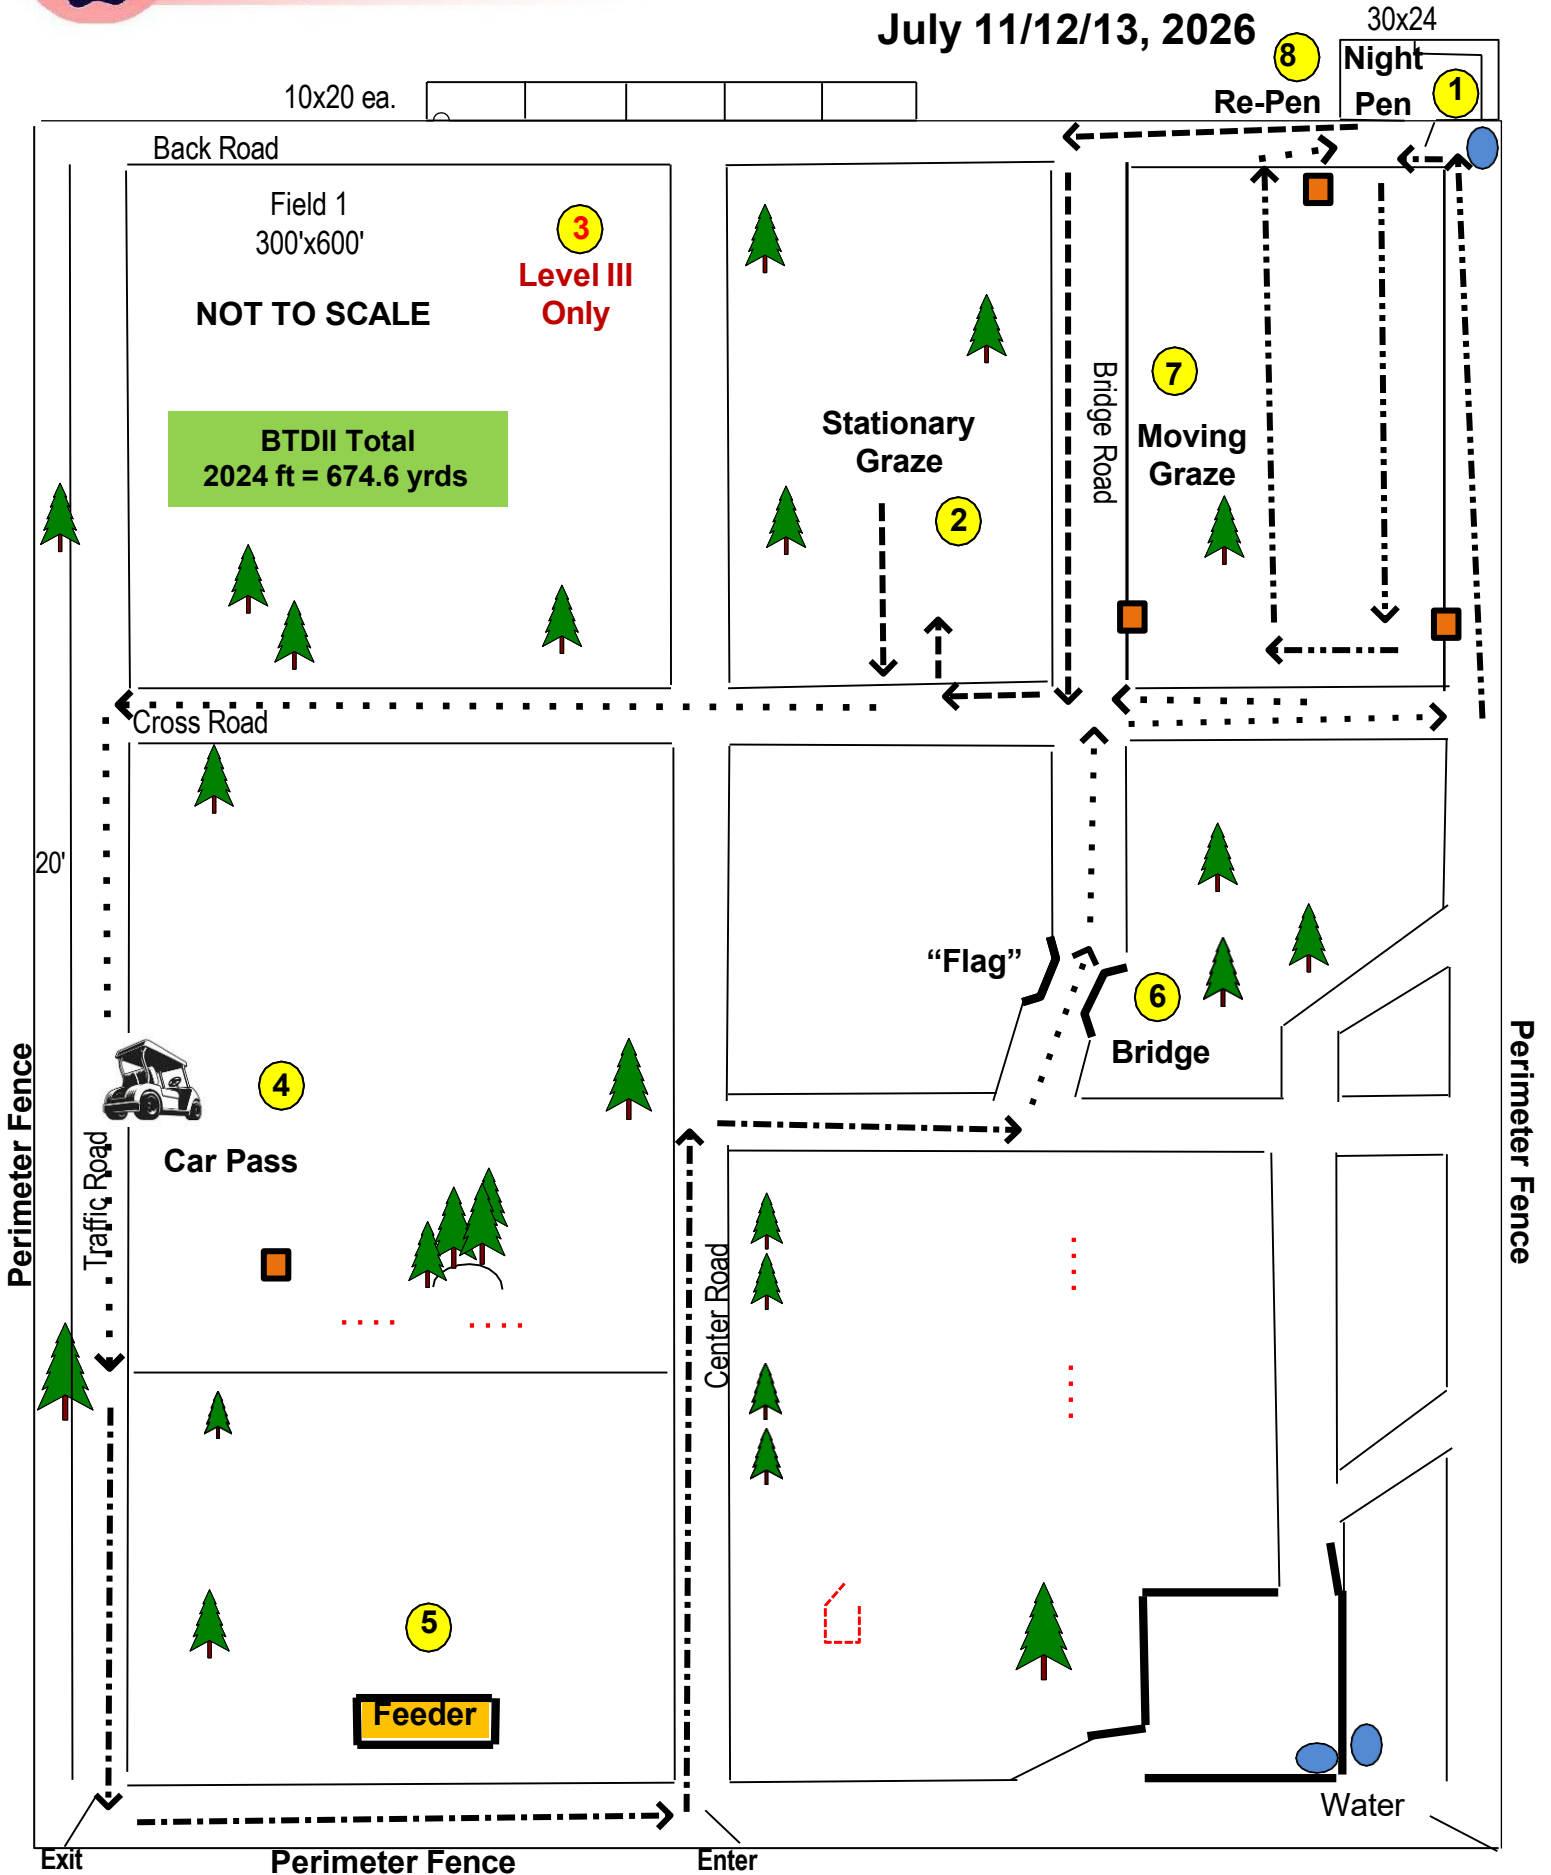 July 11/12/13, 2026
30x24
8
Night
Re-Pen
Pen
1
10x20 ea.
Back Road
Field 1
300'x600'
3
Level III
Only
NOT TO SCALE
BTDII Total
2024 ft = 674.6 yrds
Stationary
Graze
2
Bridge Road
7
Moving
Graze
Cross Road
20'
“Flag”
6
Bridge
4
Car Pass
Perimeter Fence
Traffic Road
Perimeter Fence
Center Road
5
Feeder
Water
Exit
Perimeter Fence
Enter